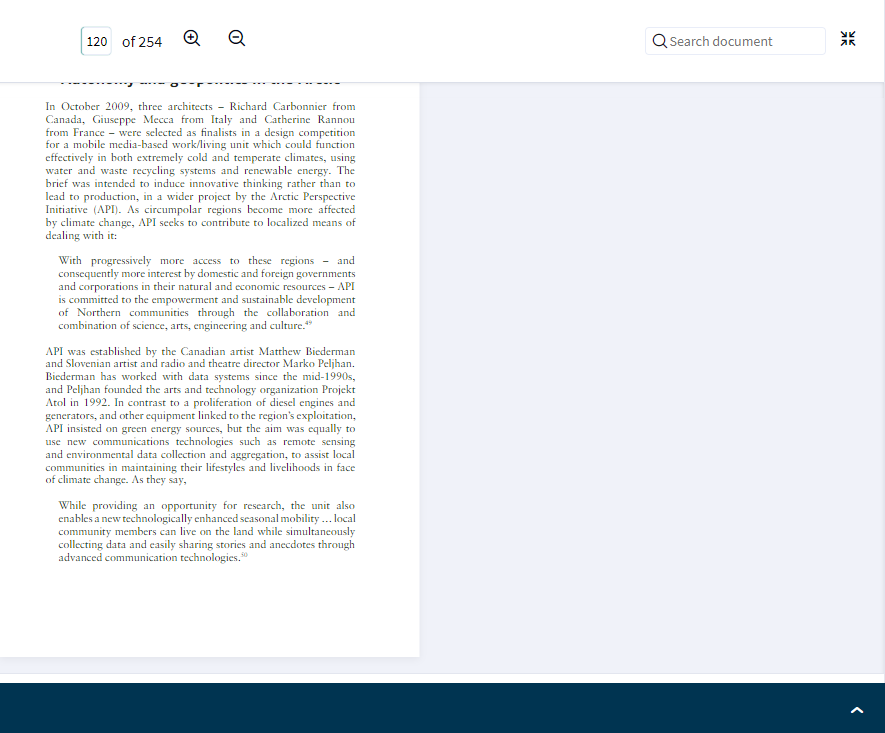 120 of 254
Search document
Autonomy and geopolitics in the Arctic
In October 2009, three architects – Richard Carbonnier from
Canada, Giuseppe Mecca from Italy and Catherine Rannou
from France – were selected as finalists in a design competition
for a mobile media-based work/living unit which could function
effectively in both extremely cold and temperate climates, using
water and waste recycling systems and renewable energy. The
brief was intended to induce innovative thinking rather than to
lead to production, in a wider project by the Arctic Perspective
Initiative (API). As circumpolar regions become more affected
by climate change, API seeks to contribute to localized means of
dealing with it:
With progressively more access to these regions – and
consequently more interest by domestic and foreign governments
and corporations in their natural and economic resources – API
is committed to the empowerment and sustainable development
of Northern communities through the collaboration and
combination of science, arts, engineering and culture.49
API was established by the Canadian artist Matthew Biederman
and Slovenian artist and radio and theatre director Marko Peljhan.
Biederman has worked with data systems since the mid-1990s,
and Peljhan founded the arts and technology organization Projekt
Atol in 1992. In contrast to a proliferation of diesel engines and
generators, and other equipment linked to the region's exploitation,
API insisted on green energy sources, but the aim was equally to
use new communications technologies such as remote sensing
and environmental data collection and aggregation, to assist local
communities in maintaining their lifestyles and livelihoods in face
of climate change. As they say,
While providing an opportunity for research, the unit also
enables a new technologically enhanced seasonal mobility … local
community members can live on the land while simultaneously
collecting data and easily sharing stories and anecdotes through
advanced communication technologies.50